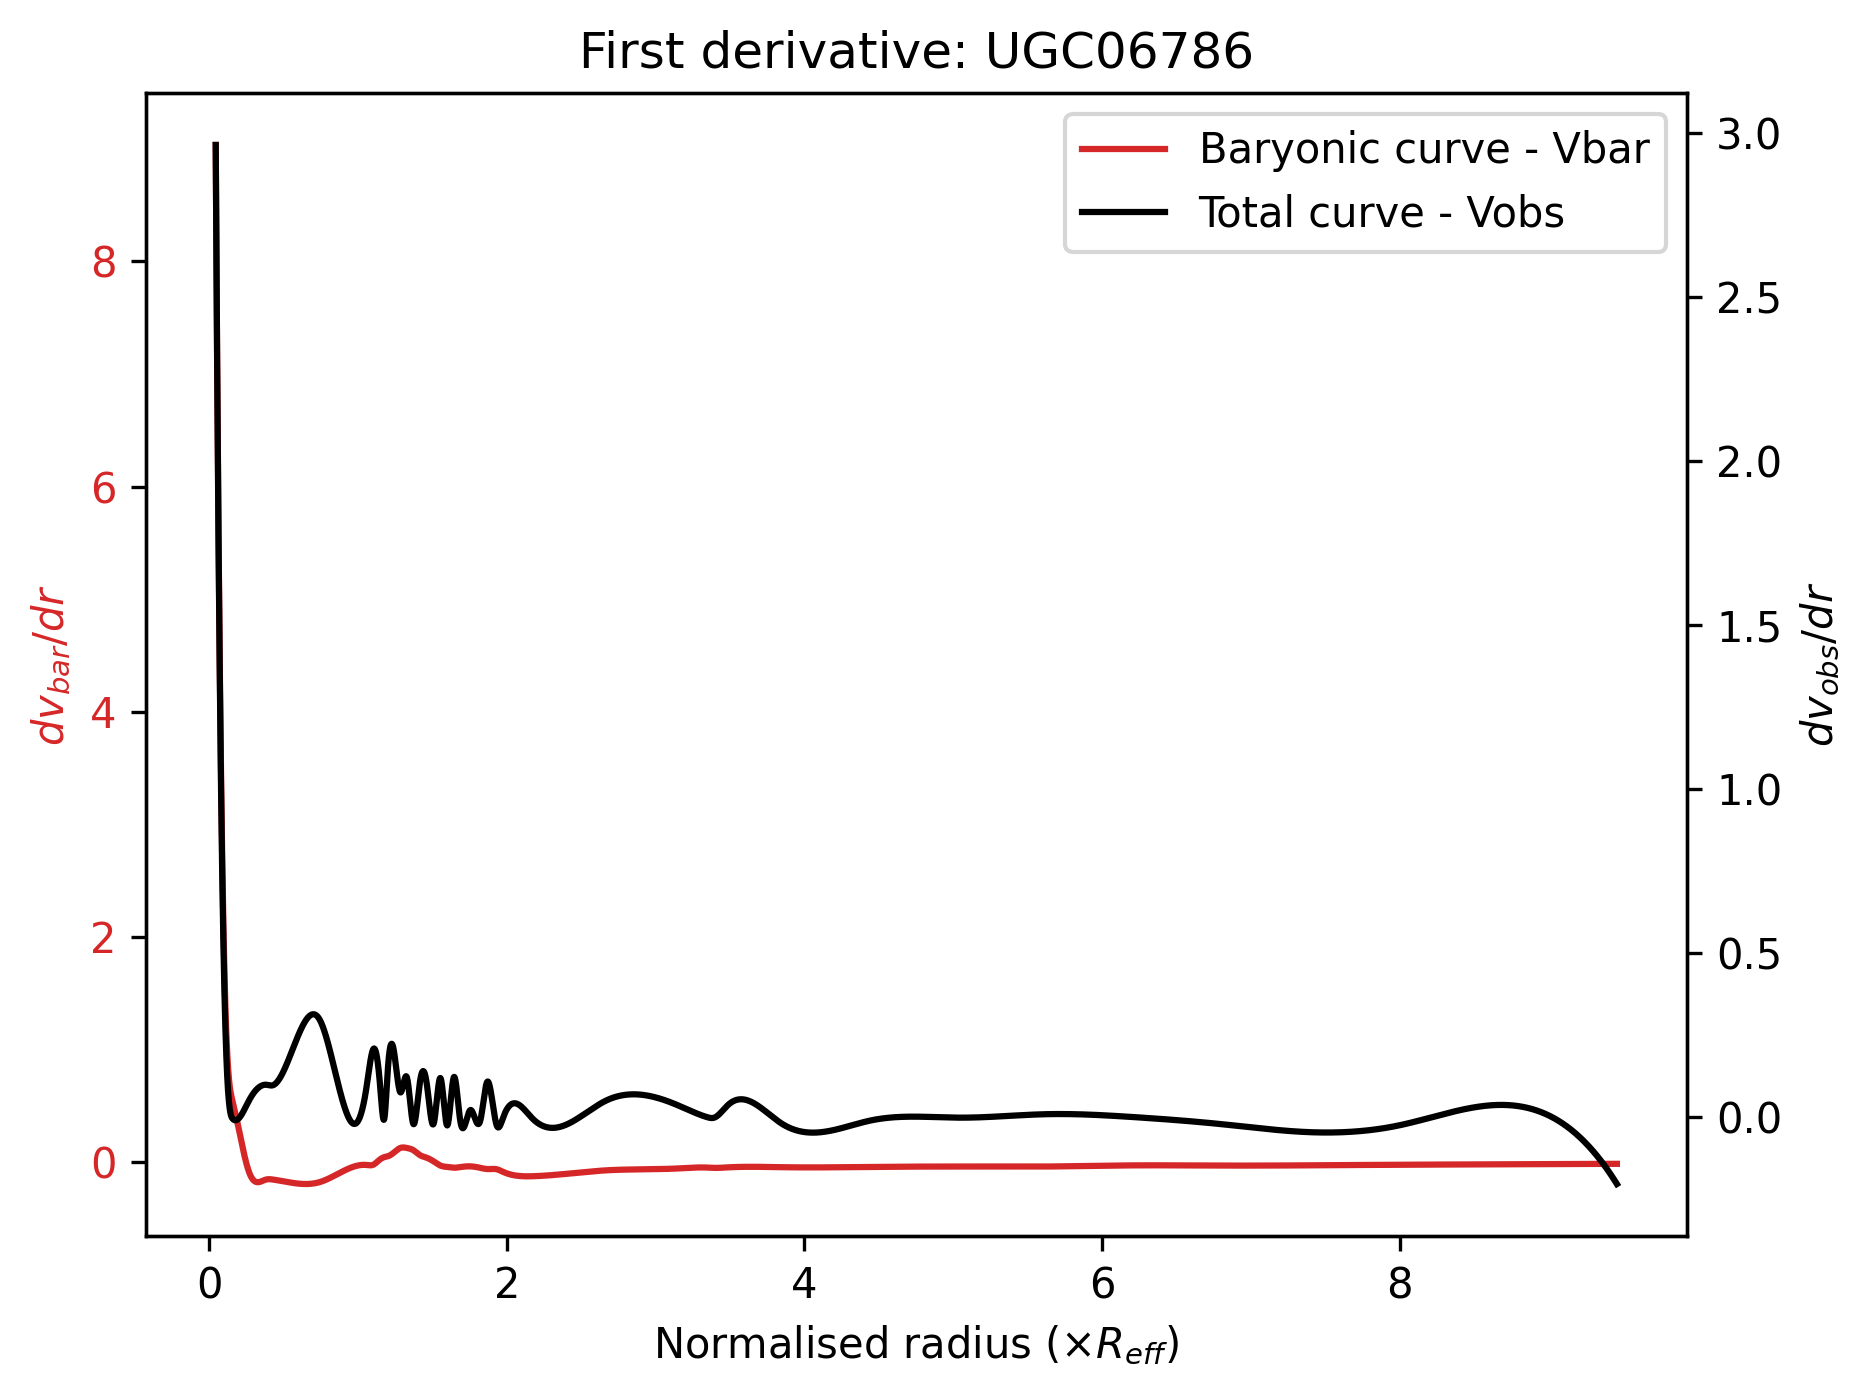 First derivative: UGC06786
Baryonic curve - Vbar
Total curve - Vobs
8
6
4
2
0
dv_bar/dr
3.0
2.5
2.0
1.5
1.0
0.5
0.0
dv_obs/dr
0 2 4 6 8
Normalised radius (×R_eff)